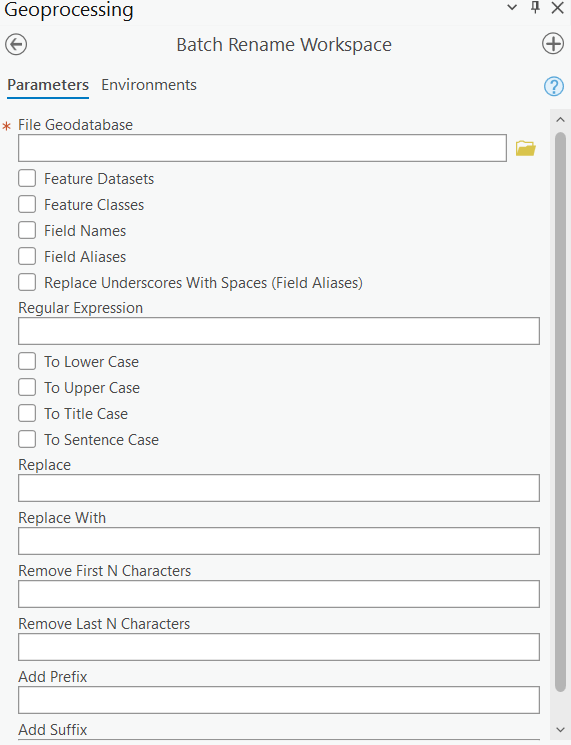 Geoprocessing
Batch Rename Workspace
Parameters Environments
?
* File Geodatabase
Feature Datasets
Feature Classes
Field Names
Field Aliases
Replace Underscores With Spaces (Field Aliases)
Regular Expression
To Lower Case
To Upper Case
To Title Case
To Sentence Case
Replace
Replace With
Remove First N Characters
Remove Last N Characters
Add Prefix
Add Suffix